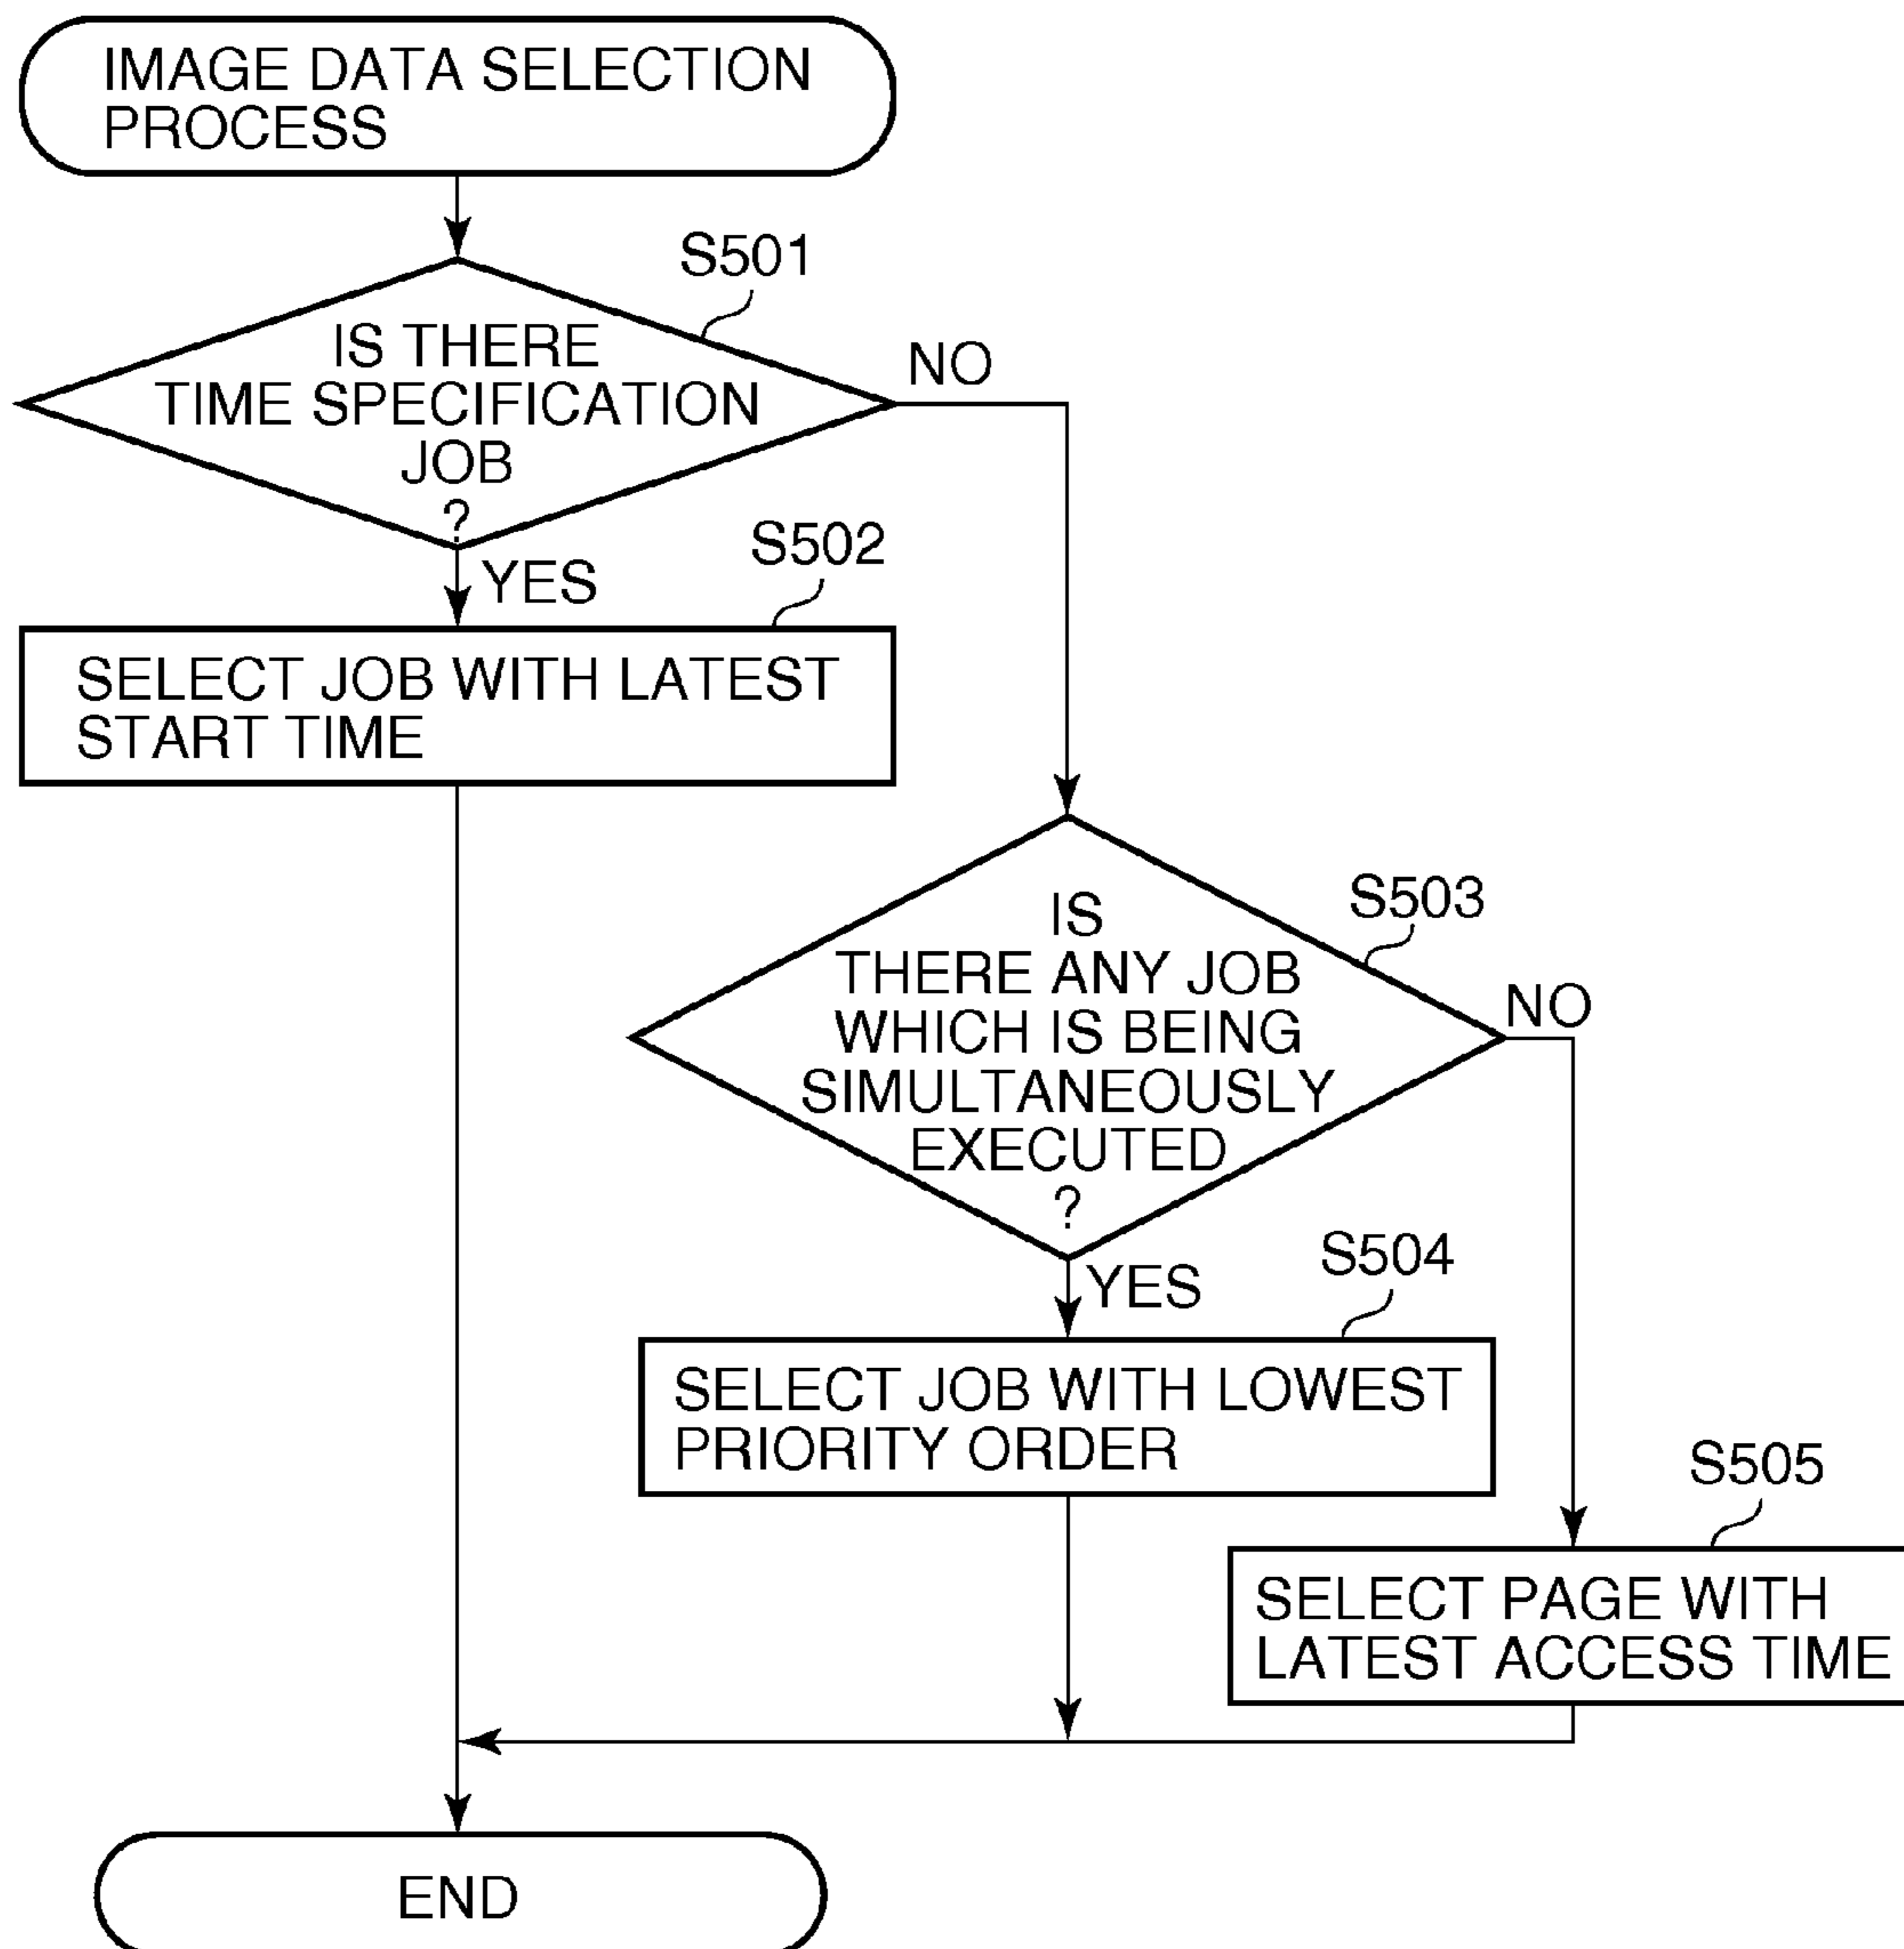 IMAGE DATA SELECTION
PROCESS
S501
IS THERE
TIME SPECIFICATION
JOB
?
NO
YES
S502
SELECT JOB WITH LATEST
START TIME
S503
IS
THERE ANY JOB
WHICH IS BEING
SIMULTANEOUSLY
EXECUTED
?
NO
YES
S504
SELECT JOB WITH LOWEST
PRIORITY ORDER
S505
SELECT PAGE WITH
LATEST ACCESS TIME
END